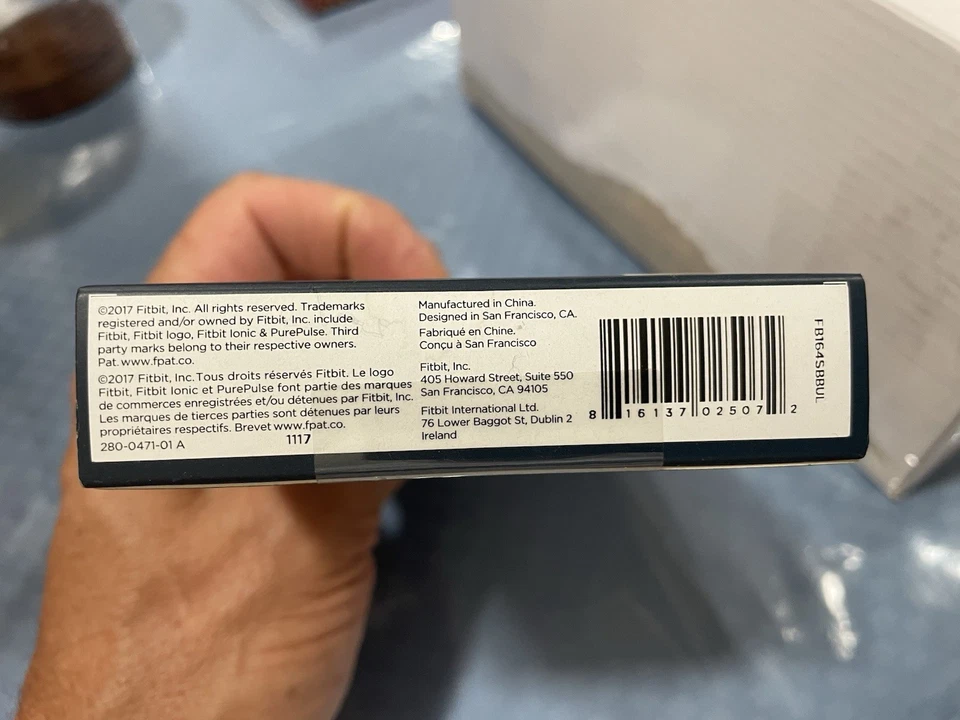 ©2017 Fitbit, Inc. All rights reserved. Trademarks
registered and/or owned by Fitbit, Inc. include
Fitbit, Fitbit logo, Fitbit Ionic & PurePulse. Third
party marks belong to their respective owners.
Pat. www.fpat.co.
©2017 Fitbit, Inc.Tous droits réservés Fitbit. Le logo
Fitbit, Fitbit Ionic et PurePulse font partie des marques
de commerces enregistrées et/ou détenues par Fitbit, Inc.
Les marques de tierces parties sont détenues par leurs
propriétaires respectifs. Brevet www.fpat.co.
280-0471-01 A
1117
Manufactured in China.
Designed in San Francisco, CA.
Fabriqué en Chine.
Conçu à San Francisco
Fitbit, Inc.
405 Howard Street, Suite 550
San Francisco, CA 94105
Fitbit International Ltd.
76 Lower Baggot St, Dublin 2
Ireland
8 16137 02507 2
FB164SBBUL